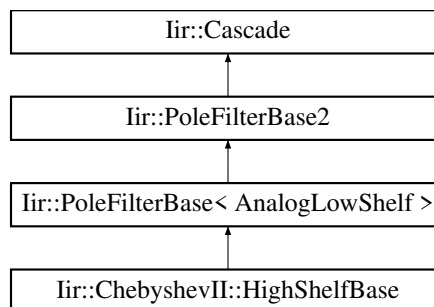 Iir::Cascade
Iir::PoleFilterBase2
Iir::PoleFilterBase< AnalogLowShelf >
Iir::ChebyshevII::HighShelfBase